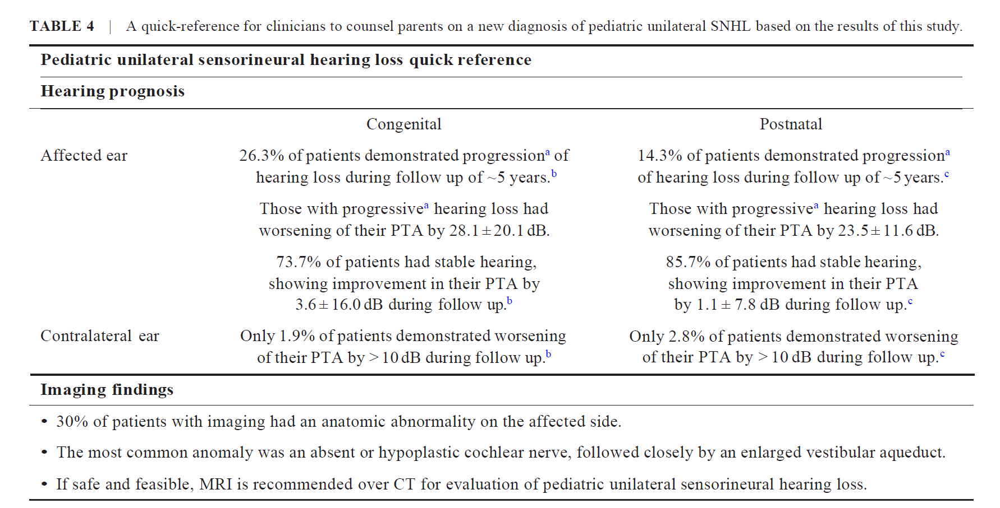 TABLE 4 | A quick-reference for clinicians to counsel parents on a new diagnosis of pediatric unilateral SNHL based on the results of this study.
Pediatric unilateral sensorineural hearing loss quick reference
Hearing prognosis
Congenital Postnatal
Affected ear 26.3% of patients demonstrated progressionᵃ of 14.3% of patients demonstrated progressionᵃ
hearing loss during follow up of ~5 years.ᵇ of hearing loss during follow up of ~5 years.ᶜ
Those with progressiveᵃ hearing loss had Those with progressiveᵃ hearing loss had
worsening of their PTA by 28.1 ± 20.1 dB. worsening of their PTA by 23.5 ± 11.6 dB.
73.7% of patients had stable hearing, 85.7% of patients had stable hearing,
showing improvement in their PTA by showing improvement in their PTA
3.6 ± 16.0 dB during follow up.ᵇ by 1.1 ± 7.8 dB during follow up.ᶜ
Contralateral ear Only 1.9% of patients demonstrated worsening Only 2.8% of patients demonstrated worsening
of their PTA by > 10 dB during follow up.ᵇ of their PTA by > 10 dB during follow up.ᶜ
Imaging findings
• 30% of patients with imaging had an anatomic abnormality on the affected side.
• The most common anomaly was an absent or hypoplastic cochlear nerve, followed closely by an enlarged vestibular aqueduct.
• If safe and feasible, MRI is recommended over CT for evaluation of pediatric unilateral sensorineural hearing loss.